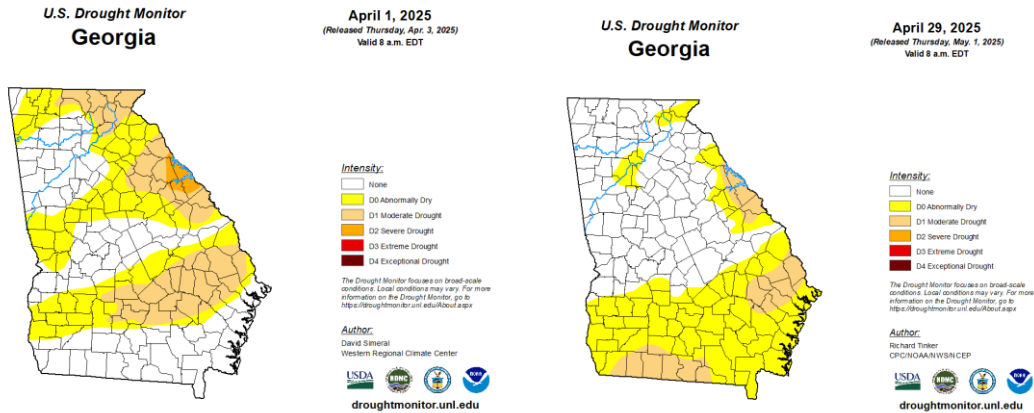 U.S. Drought Monitor
Georgia
April 1, 2025
(Released Thursday, Apr. 3, 2025)
Valid 8 a.m. EDT
Intensity:
None
D0 Abnormally Dry
D1 Moderate Drought
D2 Severe Drought
D3 Extreme Drought
D4 Exceptional Drought
The Drought Monitor focuses on broad-scale
conditions. Local conditions may vary. For more
information on the Drought Monitor, go to
https://droughtmonitor.unl.edu/About.aspx
Author:
David Simeral
Western Regional Climate Center
USDA
NDMC
NOAA
droughtmonitor.unl.edu
U.S. Drought Monitor
Georgia
April 29, 2025
(Released Thursday, May. 1, 2025)
Valid 8 a.m. EDT
Intensity:
None
D0 Abnormally Dry
D1 Moderate Drought
D2 Severe Drought
D3 Extreme Drought
D4 Exceptional Drought
The Drought Monitor focuses on broad-scale
conditions. Local conditions may vary. For more
information on the Drought Monitor, go to
https://droughtmonitor.unl.edu/About.aspx
Author:
Richard Tinker
CPC/NOAA/NWS/NCEP
USDA
NDMC
NOAA
droughtmonitor.unl.edu